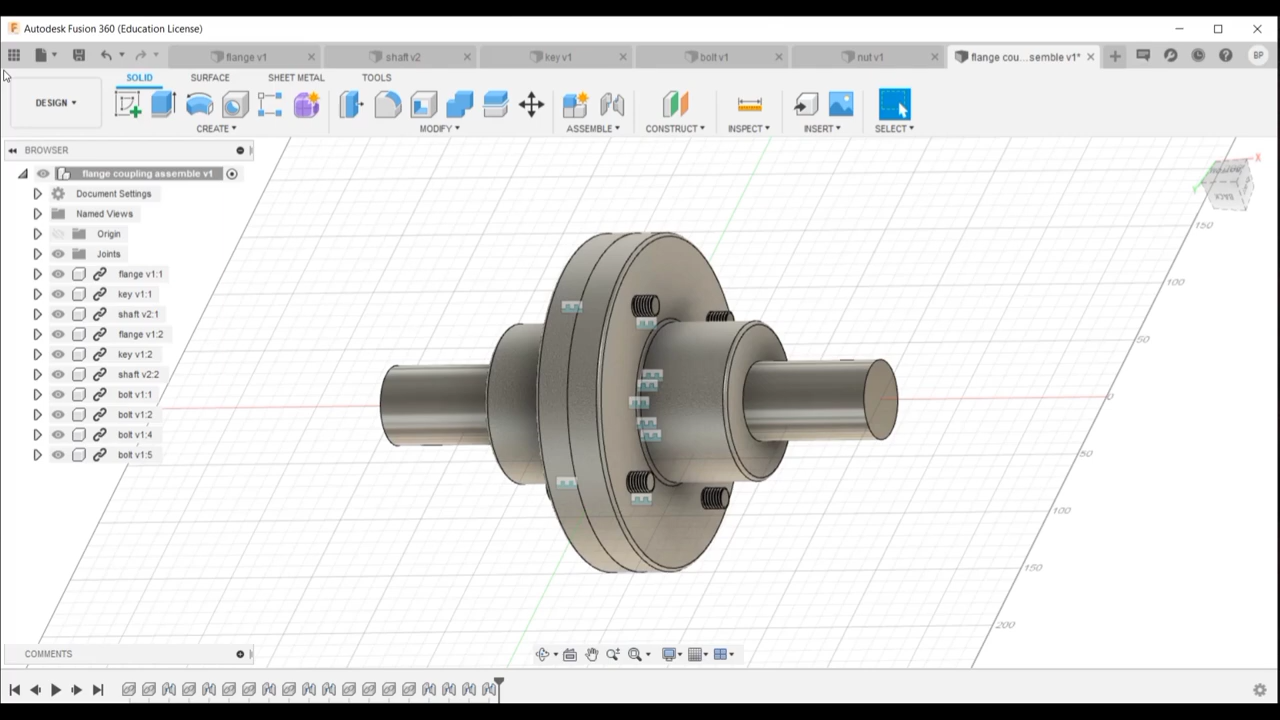 Autodesk Fusion 360 (Education License)
flange v1
shaft v2
key v1
bolt v1
nut v1
flange cou...semble v1*
BP
SOLID
SURFACE
SHEET METAL
TOOLS
DESIGN
CREATE
MODIFY
ASSEMBLE
CONSTRUCT
INSPECT
INSERT
SELECT
BROWSER
flange coupling assemble v1
Document Settings
Named Views
Origin
Joints
flange v1:1
key v1:1
shaft v2:1
flange v1:2
key v1:2
shaft v2:2
bolt v1:1
bolt v1:2
bolt v1:4
bolt v1:5
X
Y
BACK
150
100
50
0
50
100
150
200
COMMENTS